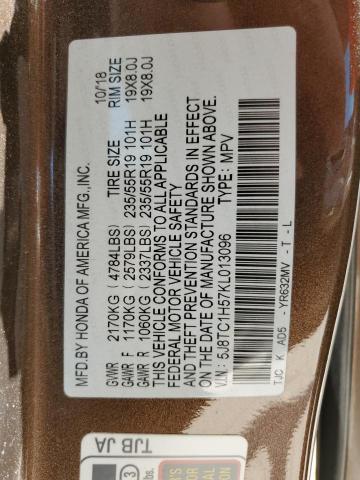 MFD.BY HONDA OF AMERICA MFG.,INC. 10/18
GVWR 2170KG (4784LBS) TIRE SIZE RIM SIZE
GAWR F 1170KG (2579LBS) 235/55R19 101H 19X8.0J
GAWR R 1060KG (2337LBS) 235/55R19 101H 19X8.0J
THIS VEHICLE CONFORMS TO ALL APPLICABLE
FEDERAL MOTOR VEHICLE SAFETY
AND THEFT PREVENTION STANDARDS IN EFFECT
ON THE DATE OF MANUFACTURE SHOWN ABOVE.
V.I.N.: 5J8TC1H57KL013096 TYPE: MPV
TJC K AD5 - YR632MV - T - L
TJB JA
3
lbs.